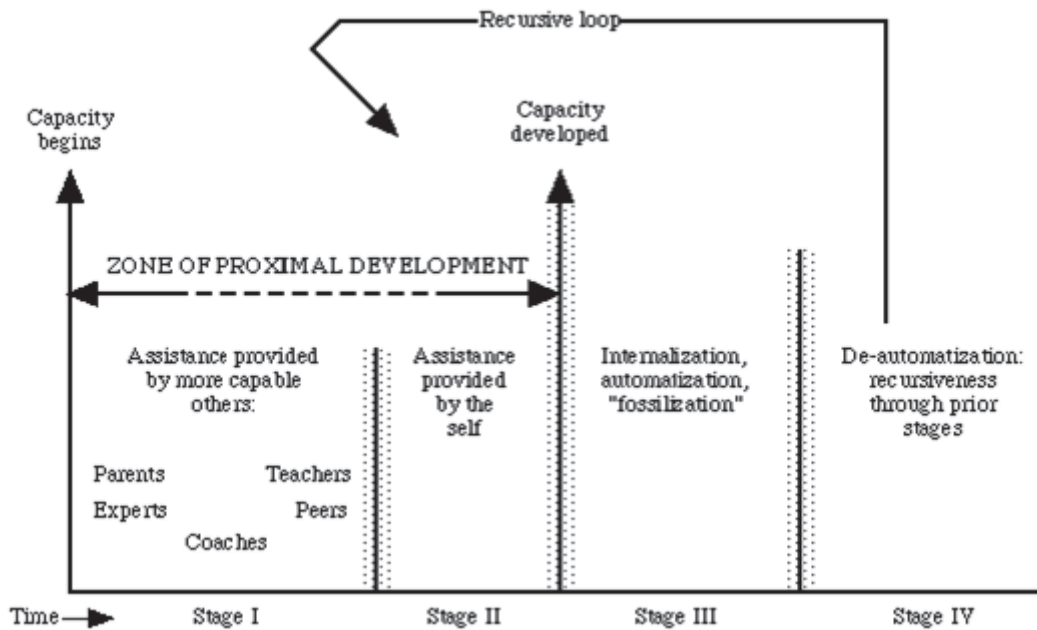 Recursive loop
Capacity
begins
Capacity
developed
ZONE OF PROXIMAL DEVELOPMENT
Assistance provided
by more capable
others:
Parents
Teachers
Experts
Peers
Coaches
Assistance
provided
by the
self
Internalization,
automatization,
"fossilization"
De-automatization:
recursiveness
through prior
stages
Time
Stage I
Stage II
Stage III
Stage IV